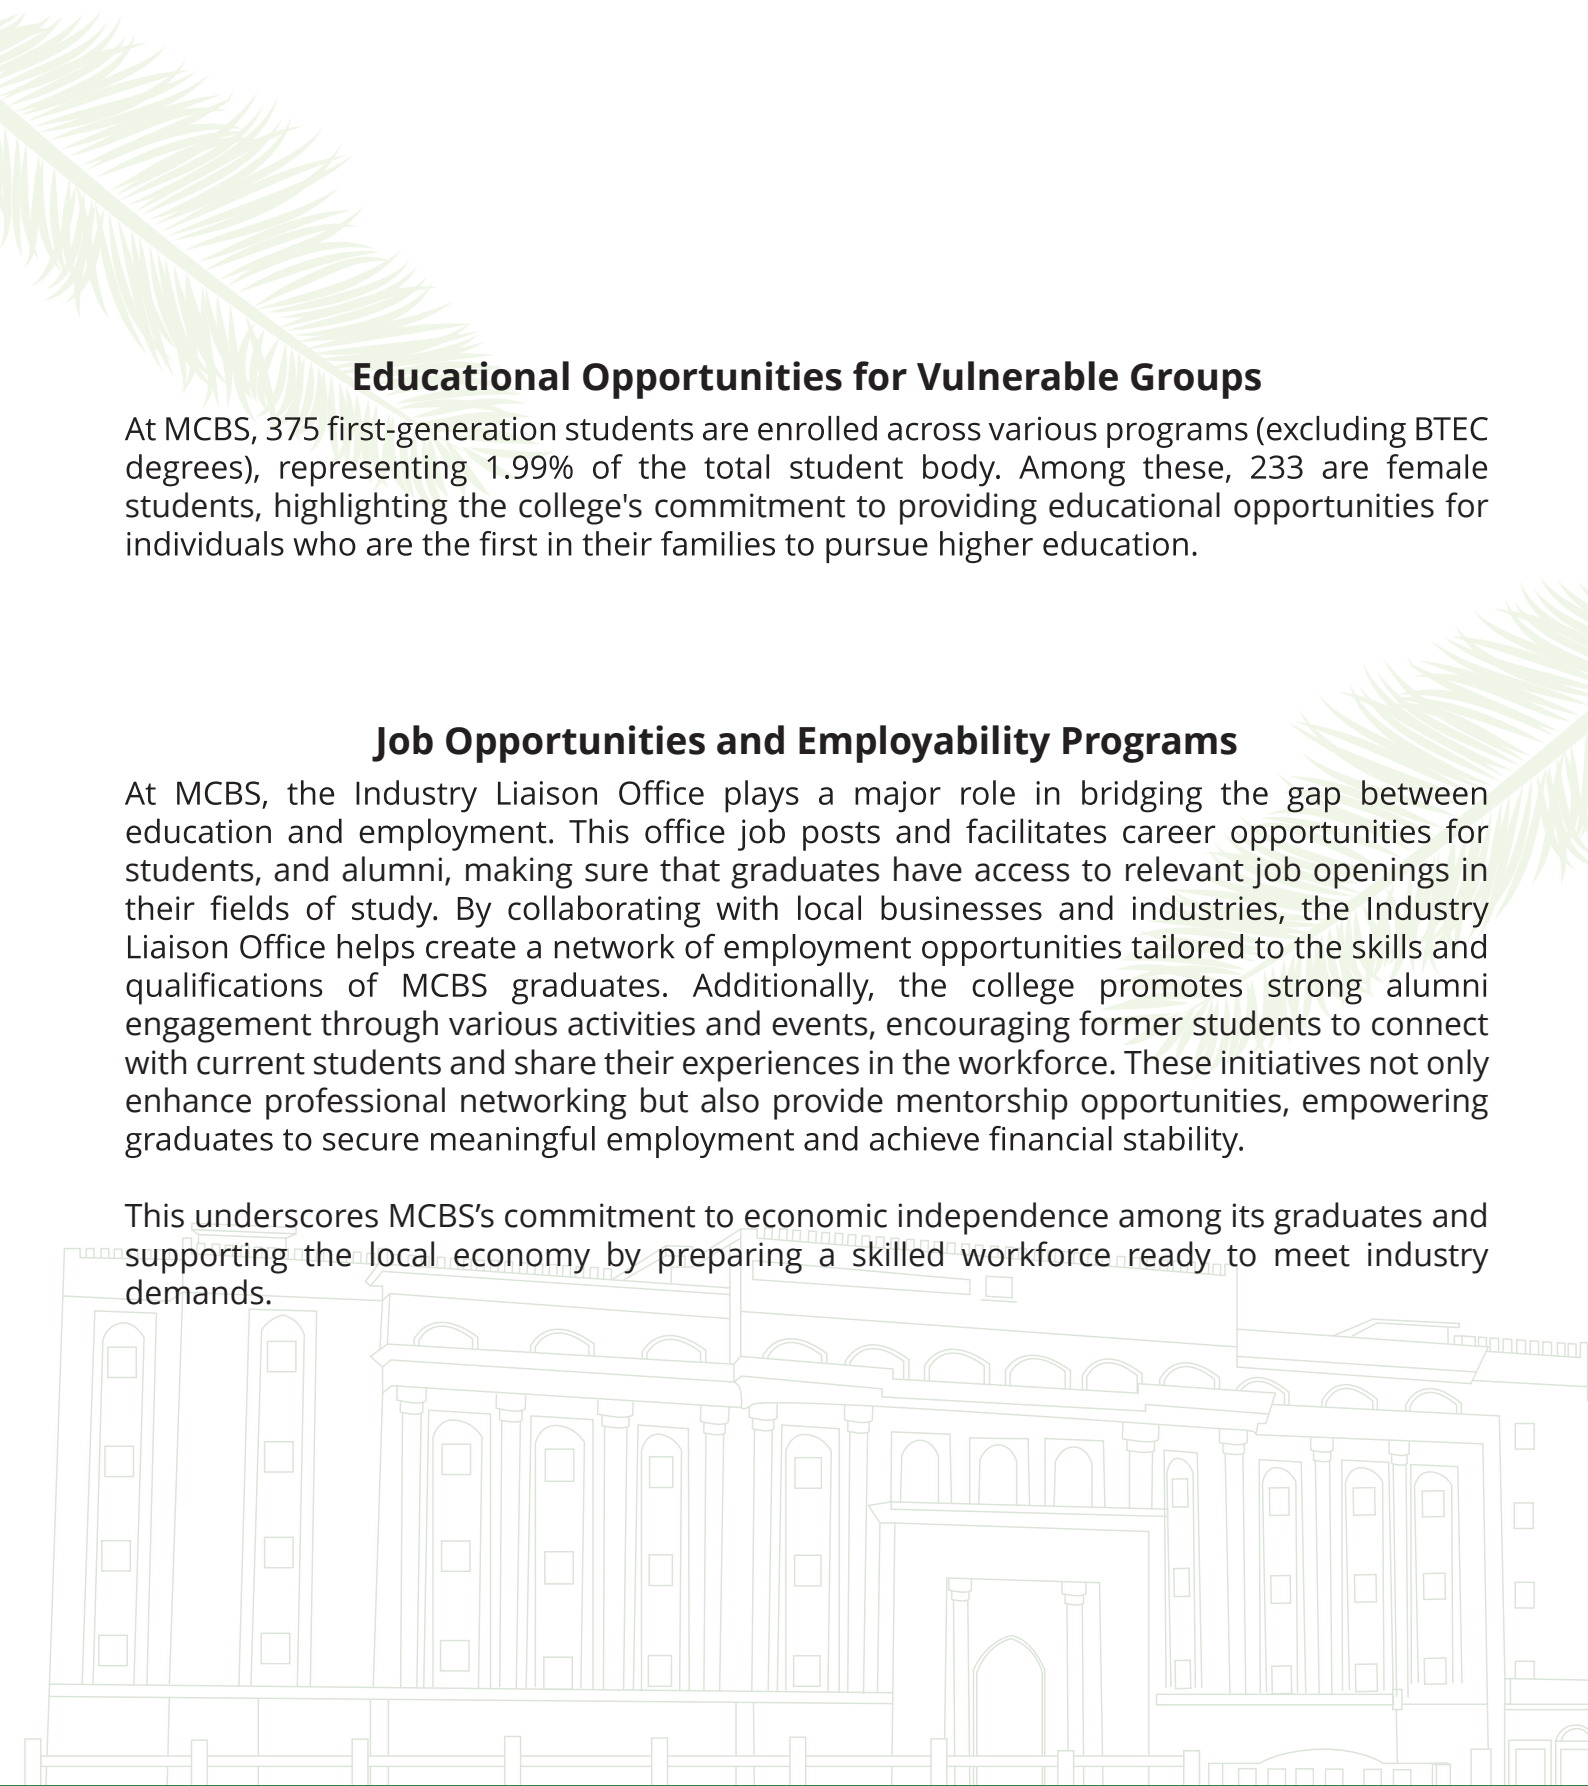 Educational Opportunities for Vulnerable Groups
At MCBS, 375 first-generation students are enrolled across various programs (excluding BTEC
degrees), representing 1.99% of the total student body. Among these, 233 are female
students, highlighting the college's commitment to providing educational opportunities for
individuals who are the first in their families to pursue higher education.
Job Opportunities and Employability Programs
At MCBS, the Industry Liaison Office plays a major role in bridging the gap between
education and employment. This office job posts and facilitates career opportunities for
students, and alumni, making sure that graduates have access to relevant job openings in
their fields of study. By collaborating with local businesses and industries, the Industry
Liaison Office helps create a network of employment opportunities tailored to the skills and
qualifications of MCBS graduates. Additionally, the college promotes strong alumni
engagement through various activities and events, encouraging former students to connect
with current students and share their experiences in the workforce. These initiatives not only
enhance professional networking but also provide mentorship opportunities, empowering
graduates to secure meaningful employment and achieve financial stability.
This underscores MCBS’s commitment to economic independence among its graduates and
supporting the local economy by preparing a skilled workforce ready to meet industry
demands.